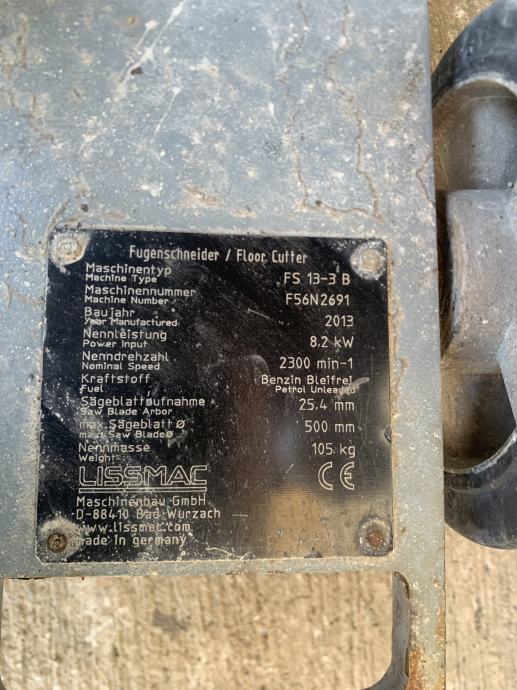 Fugenschneider / Floor Cutter
Maschinentyp FS 13-3 B
Machine Type
Maschinennummer F56N2691
Machine Number
Baujahr 2013
Year Manufactured
Nennleistung 8.2 kW
Power Input
Nenndrehzahl 2300 min-1
Nominal Speed
Kraftstoff Benzin Bleifrei
Fuel Petrol Unleaded
Sägeblattaufnahme 25.4 mm
Saw Blade Arbor
max.Sägeblatt Ø 500 mm
max. Saw BladeØ
Nennmasse 105 kg
Weight
LISSMAC CE
Maschinenbau GmbH
D-88410 Bad Wurzach
www.lissmac.com
made in germany